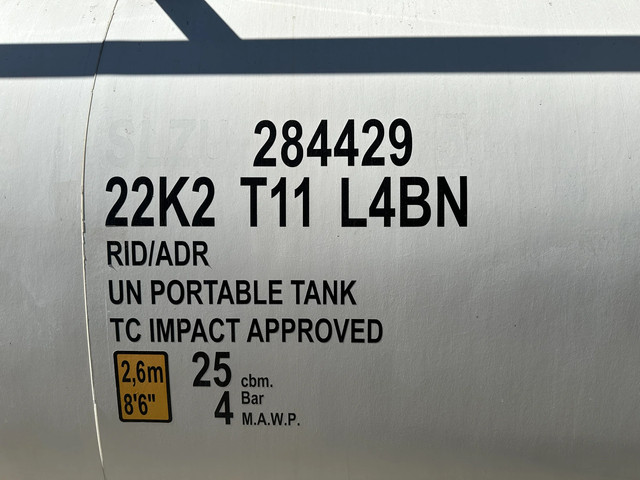 284429
22K2 T11 L4BN
RID/ADR
UN PORTABLE TANK
TC IMPACT APPROVED
2,6m
8'6"
25 cbm.
4 Bar
M.A.W.P.